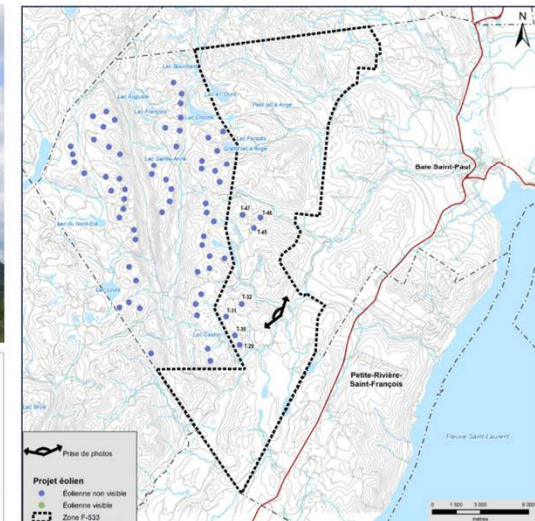 N
Lac Bouchard
Lac à l'Ours
Lac Auguste
Lac François
Petit lac à Ange
Lac Croche
Lac Paradis
Grand lac à Ange
Lac Sainte-Anne
Baie Saint-Paul
T-47
T-46
T-45
Lac du Nord-Est
Lac Louis
T-32
T-31
Lac Castor
T-30
T-29
Petite-Rivière-
Saint-François
Lac Brûlé
Fleuve Saint-Laurent
Prise de photos
Projet éolien
Éolienne non visible
Éolienne visible
Zone F-533
0 1 500 3 000 6 000
mètres